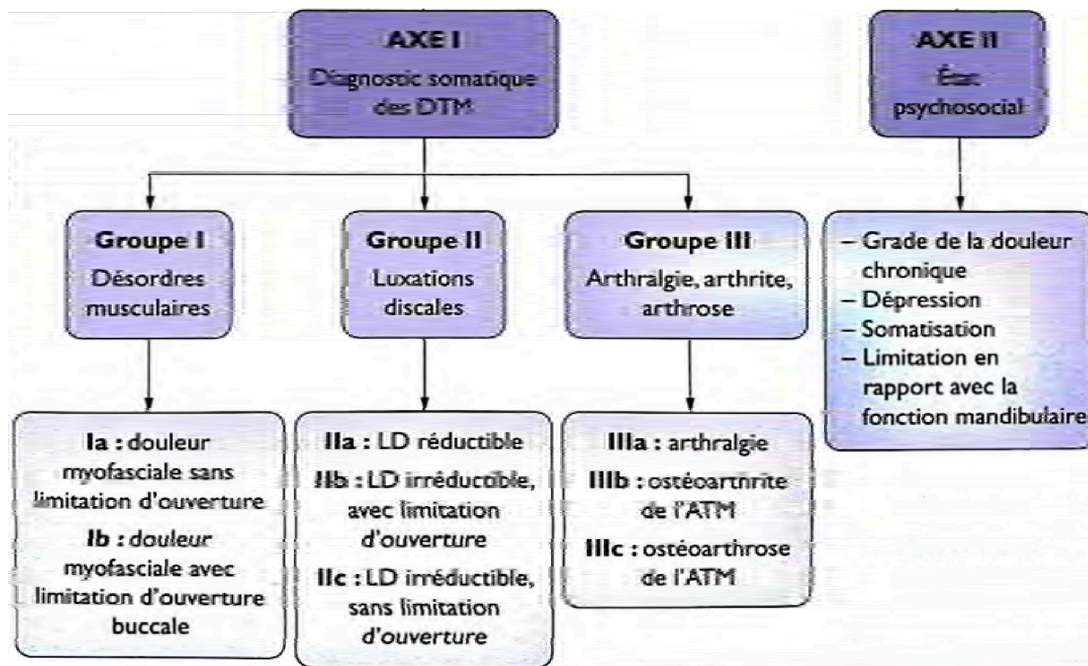 AXE I
Diagnostic somatique
des DTM
AXE II
État
psychosocial
Groupe I
Désordres
musculaires
Groupe II
Luxations
discales
Groupe III
Arthralgie, arthrite,
arthrose
– Grade de la douleur
chronique
– Dépression
– Somatisation
– Limitation en
rapport avec la
fonction mandibulaire
Ia : douleur
myofasciale sans
limitation d'ouverture
Ib : douleur
myofasciale avec
limitation d'ouverture
buccale
IIa : LD réductible
IIb : LD irréductible,
avec limitation
d'ouverture
IIc : LD irréductible,
sans limitation
d'ouverture
IIIa : arthralgie
IIIb : ostéoarthrite
de l'ATM
IIIc : ostéoarthrose
de l'ATM